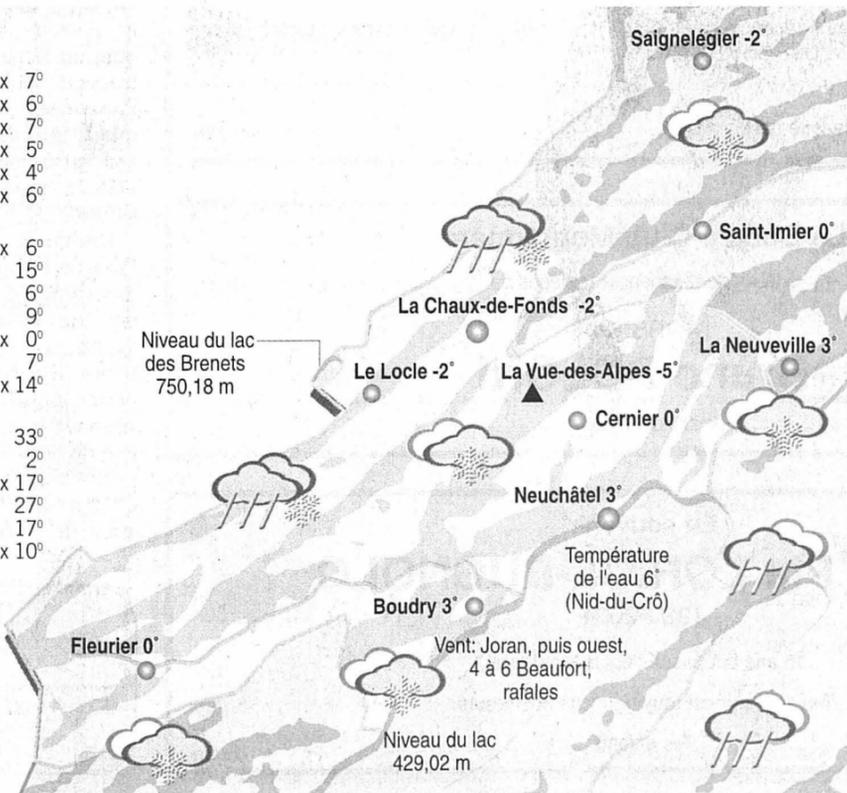 x 7°
x 6°
x 7°
x 5°
x 4°
x 6°
x 6°
15°
6°
9°
x 0°
7°
x 14°
33°
2°
x 17°
27°
17°
x 10°
Saignelégier -2°
Saint-Imier 0°
La Chaux-de-Fonds -2°
La Neuveville 3°
Niveau du lac
des Brenets
750,18 m
Le Locle -2°
La Vue-des-Alpes -5°
Cernier 0°
Neuchâtel 3°
Température
de l'eau 6°
(Nid-du-Crô)
Boudry 3°
Fleurier 0°
Vent: Joran, puis ouest,
4 à 6 Beaufort,
rafales
Niveau du lac
429,02 m